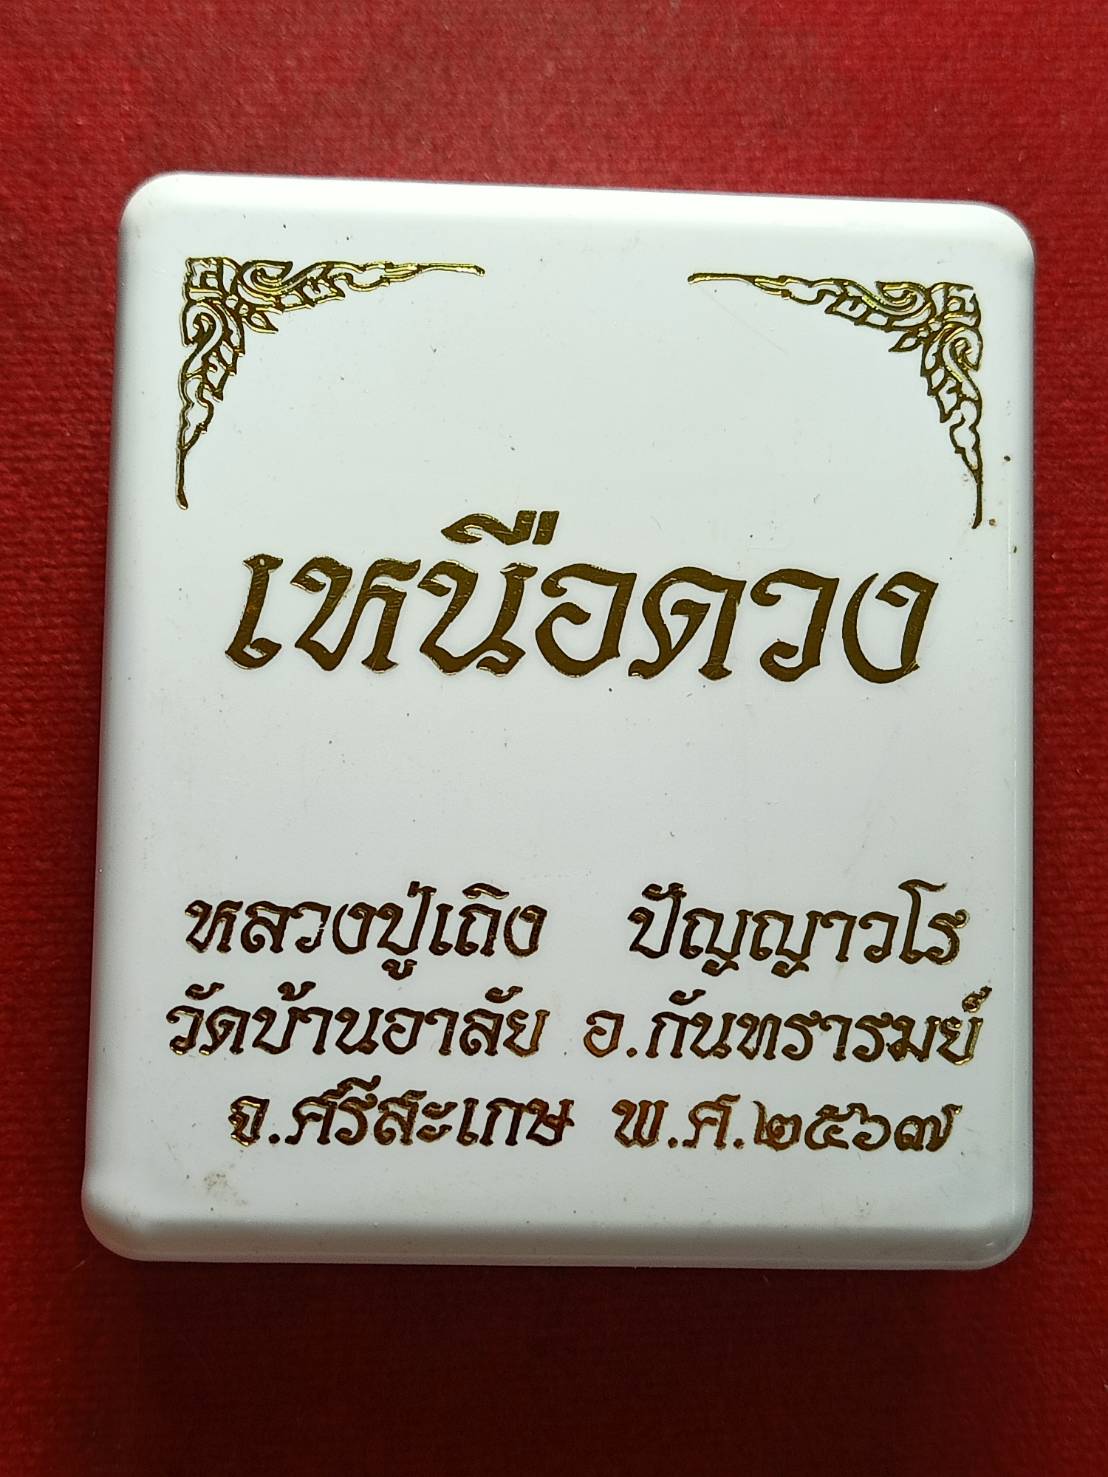 เหนือดวง
หลวงปู่เถิง ปัญญาวโร
วัดบ้านอาลัย อ.กันทรารมย์
จ.ศรีสะเกษ พ.ศ.๒๕๖๗